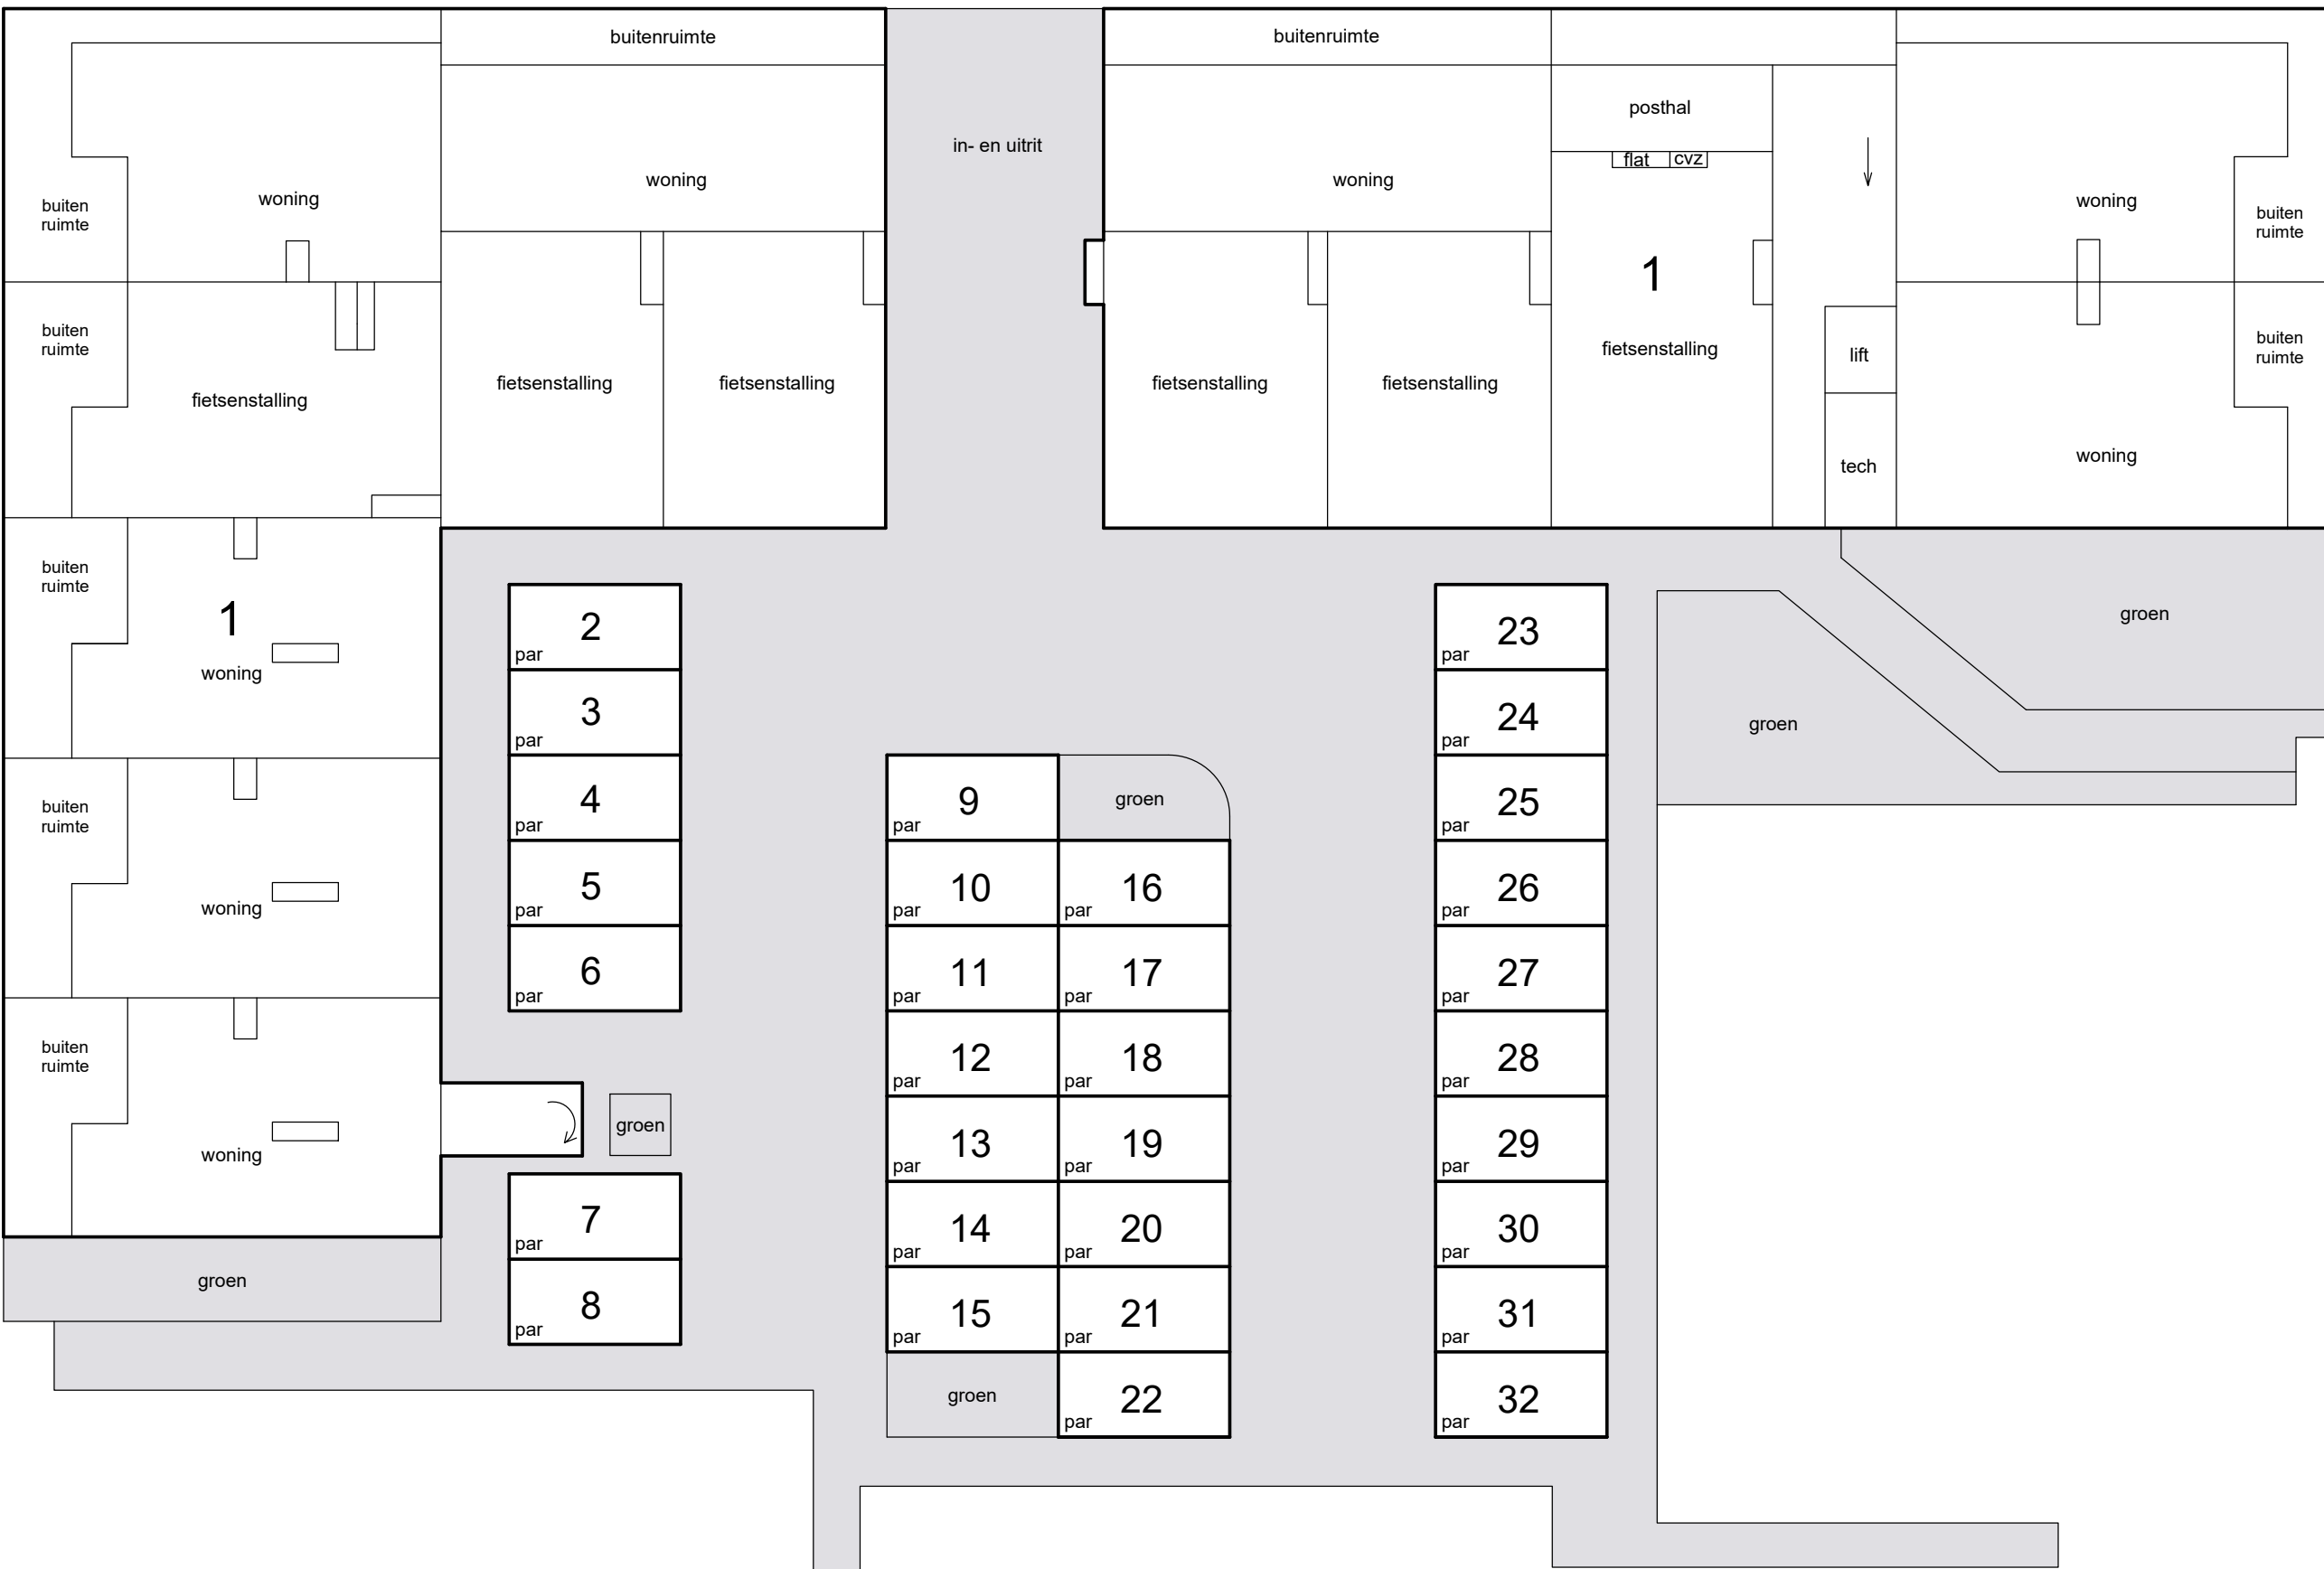 buitenruimte
buitenruimte
in- en uitrit
posthal
flat
cvz
woning
woning
woning
woning
buiten
ruimte
buiten
ruimte
1
fietsenstalling
lift
buiten
ruimte
buiten
ruimte
fietsenstalling
fietsenstalling
fietsenstalling
fietsenstalling
fietsenstalling
tech
woning
buiten
ruimte
1
woning
buiten
ruimte
woning
buiten
ruimte
woning
groen
2
par
3
par
4
par
5
par
6
par
groen
7
par
8
par
9
par
groen
10
par
11
par
12
par
13
par
14
par
15
par
groen
16
par
17
par
18
par
19
par
20
par
21
par
22
par
23
par
24
par
25
par
26
par
27
par
28
par
29
par
30
par
31
par
32
par
groen
groen